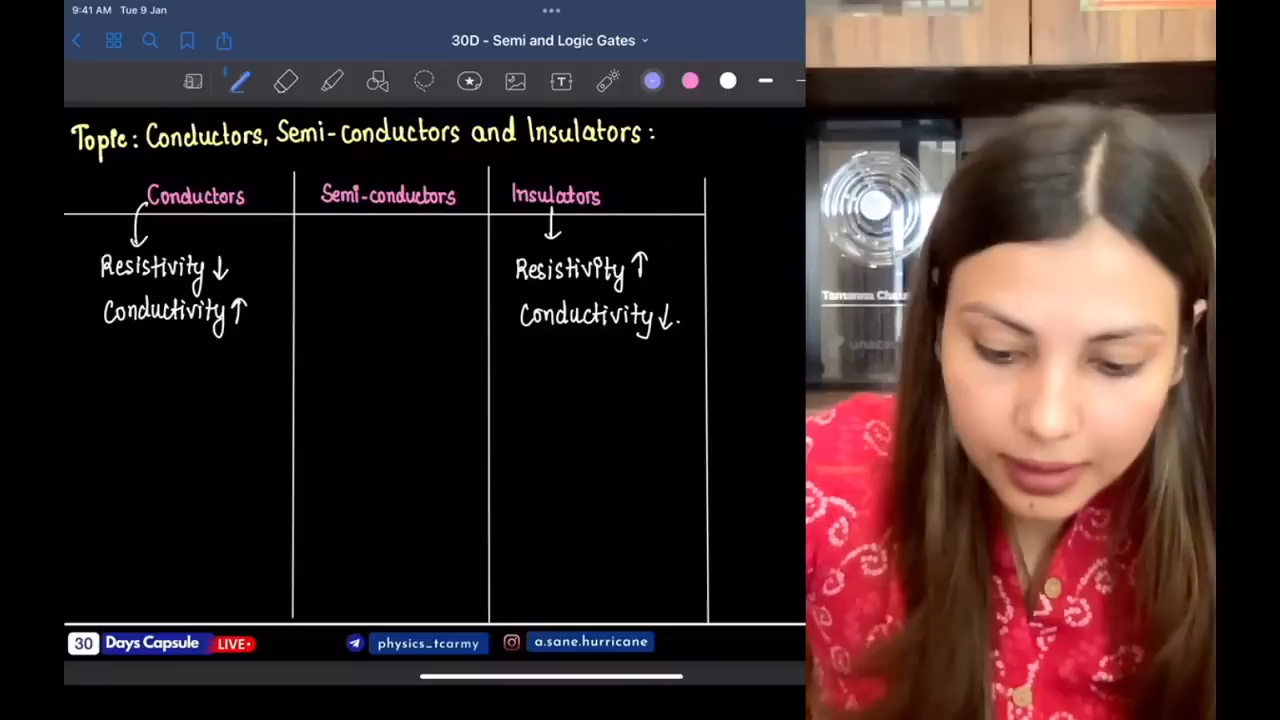 9:41 AM Tue 9 Jan
30D - Semi and Logic Gates
Topic: Conductors, Semi-conductors and Insulators:
Conductors Semi-conductors Insulators
Resistivity ↓ Resistivity ↑
Conductivity ↑ Conductivity ↓.
30 Days Capsule LIVE physics_tcarmy a.sane.hurricane
Tamanna